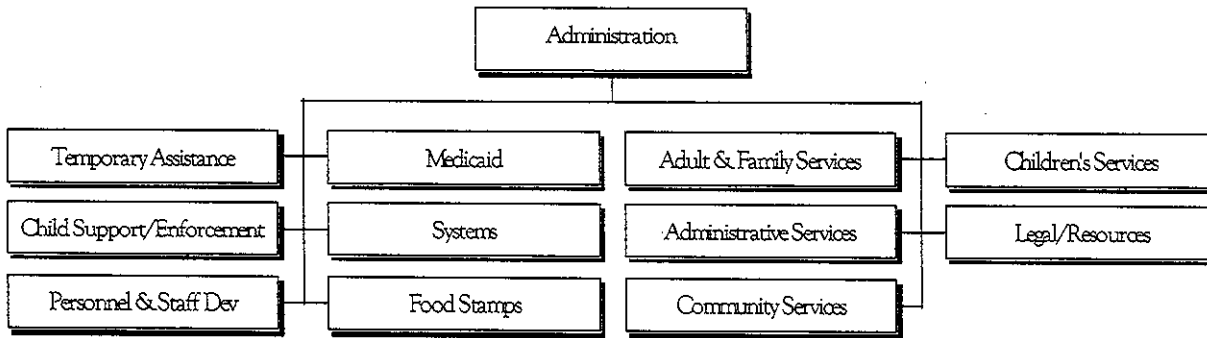 Administration
Temporary Assistance
Medicaid
Adult & Family Services
Children's Services
Child Support/Enforcement
Systems
Administrative Services
Legal/Resources
Personnel & Staff Dev
Food Stamps
Community Services